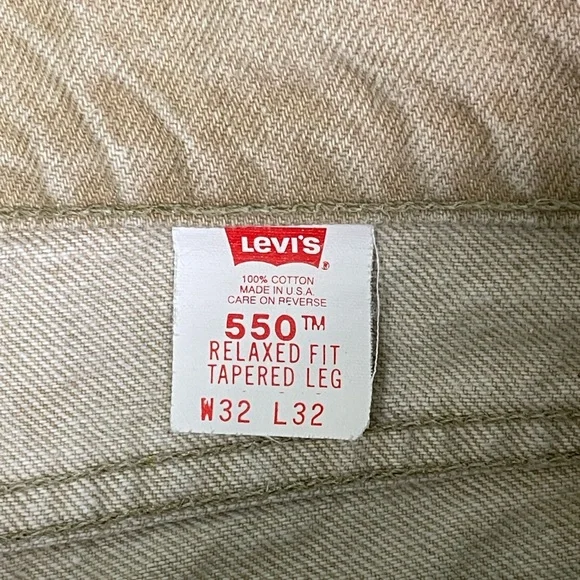 LEVI'S
100% COTTON
MADE IN U.S.A.
CARE ON REVERSE
550™
RELAXED FIT
TAPERED LEG
W32 L32